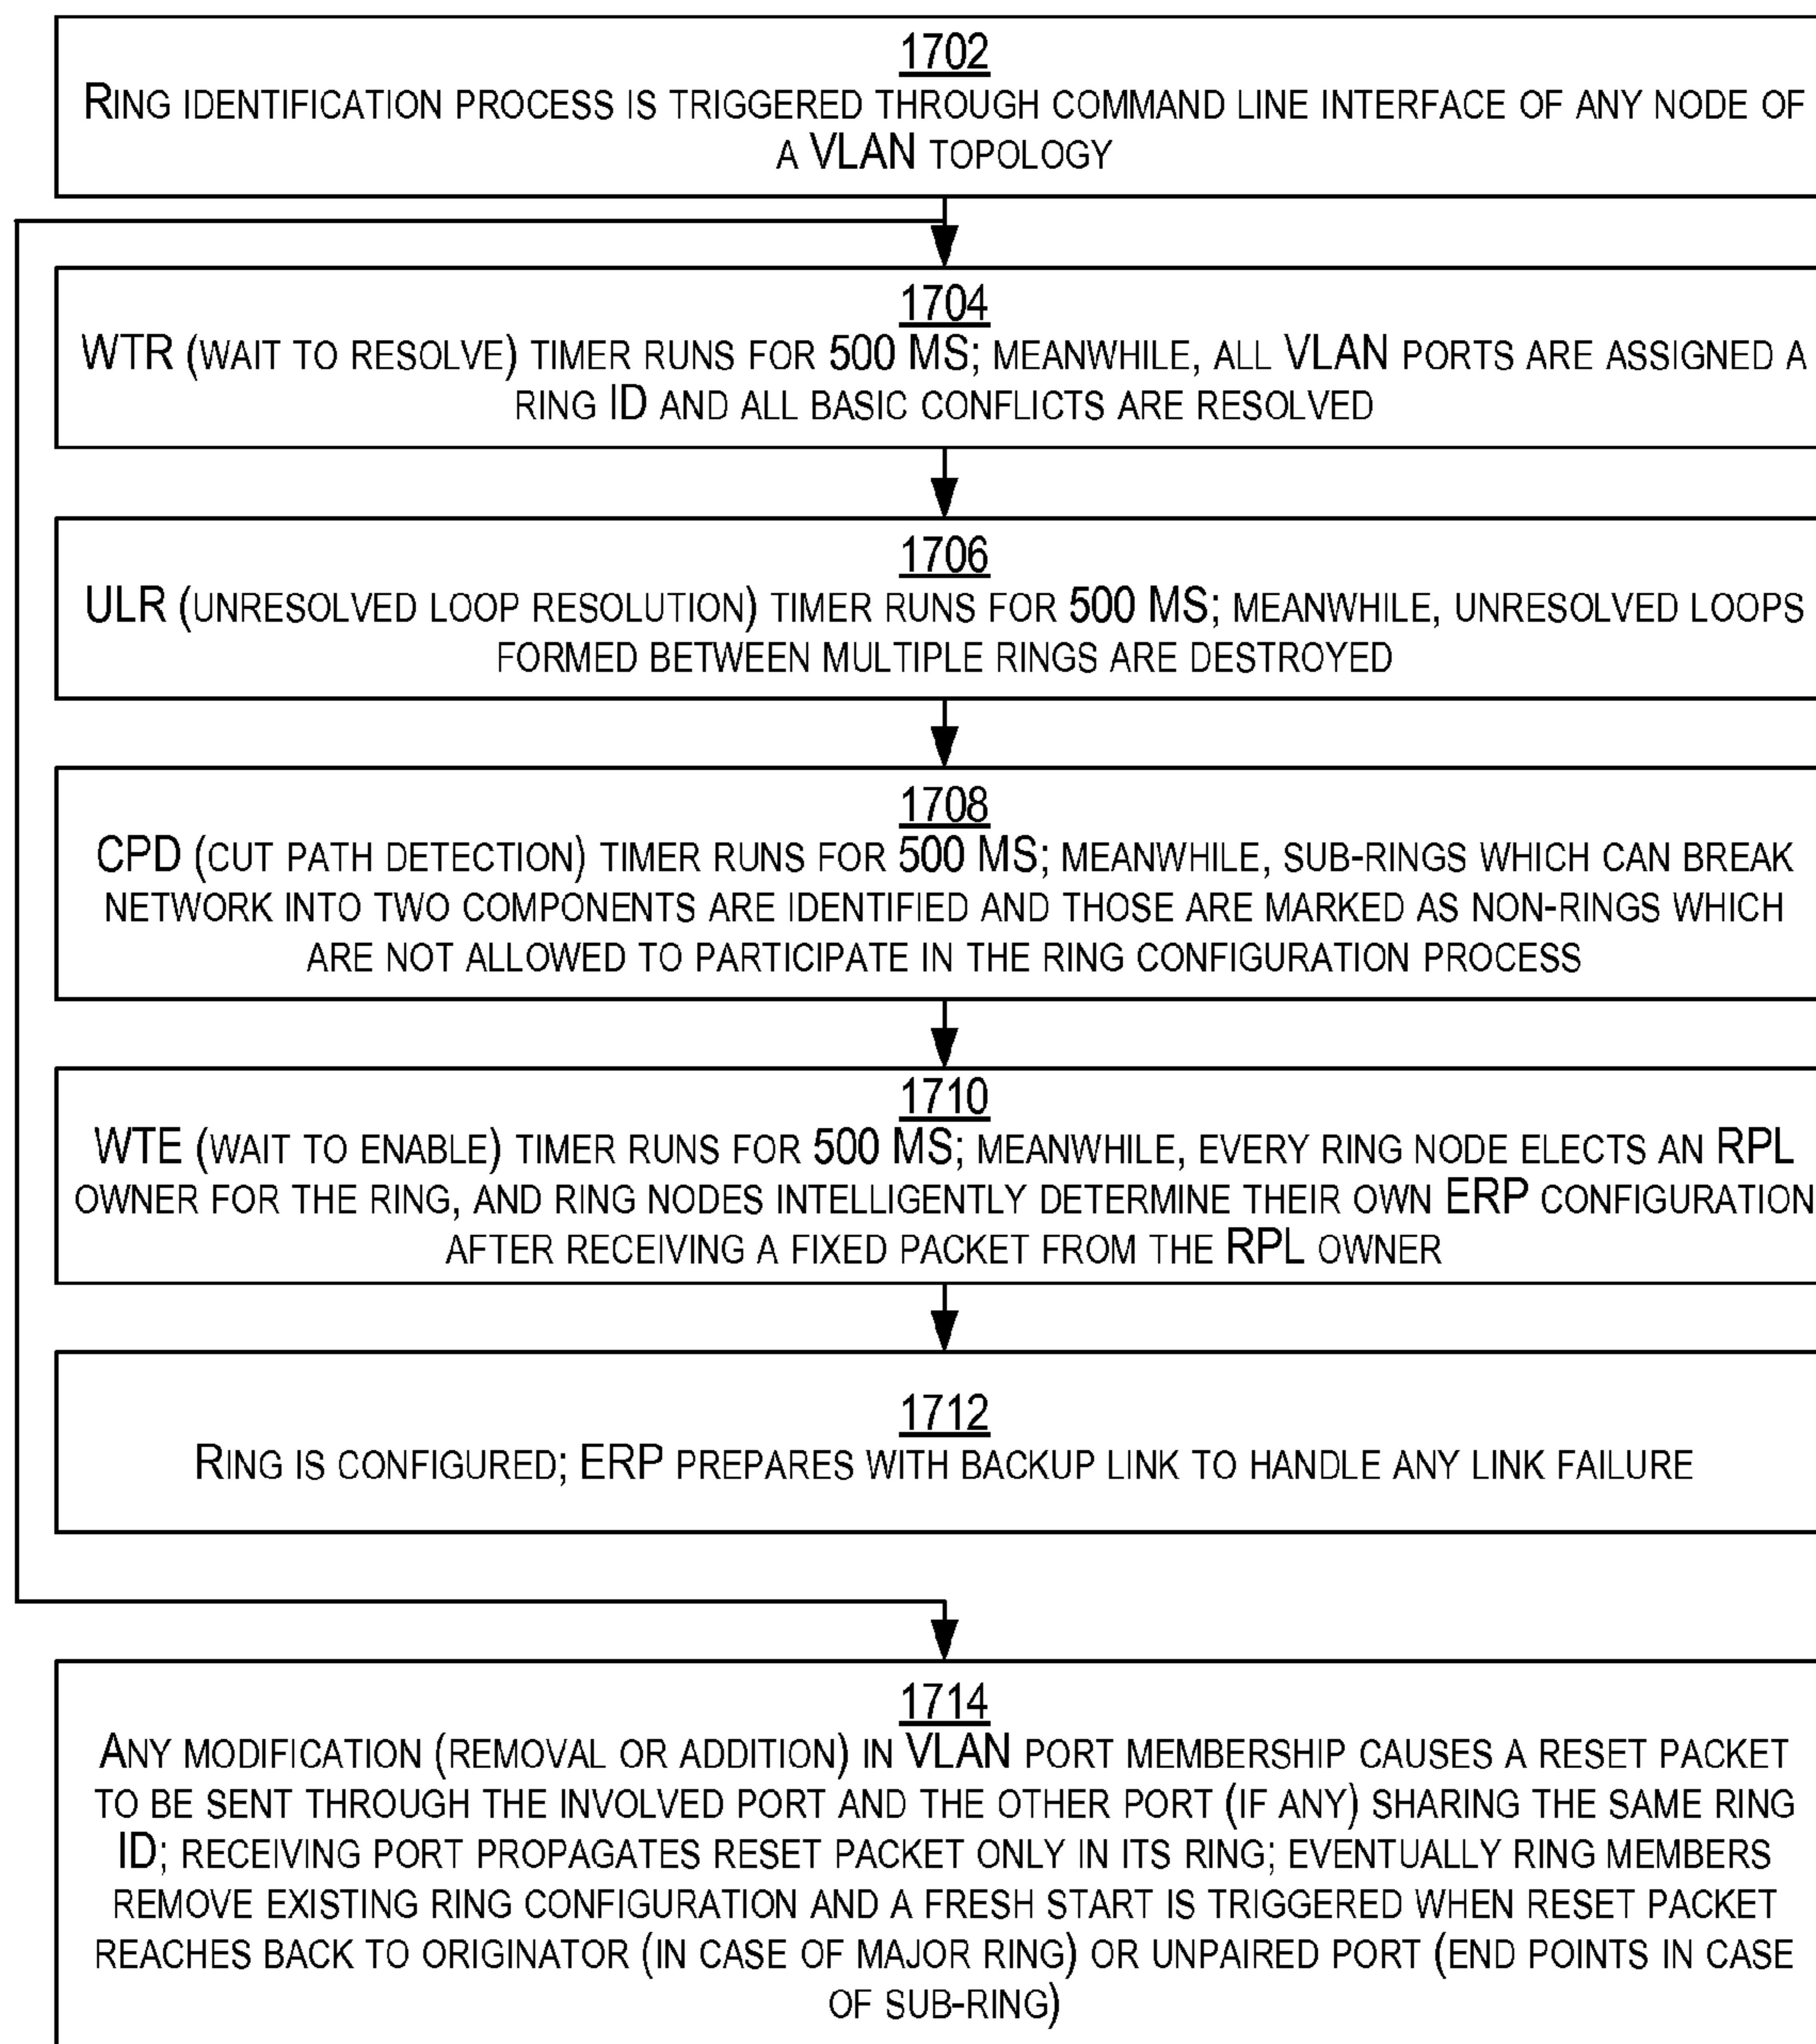 1702
RING IDENTIFICATION PROCESS IS TRIGGERED THROUGH COMMAND LINE INTERFACE OF ANY NODE OF
A VLAN TOPOLOGY
1704
WTR (WAIT TO RESOLVE) TIMER RUNS FOR 500 MS; MEANWHILE, ALL VLAN PORTS ARE ASSIGNED A
RING ID AND ALL BASIC CONFLICTS ARE RESOLVED
1706
ULR (UNRESOLVED LOOP RESOLUTION) TIMER RUNS FOR 500 MS; MEANWHILE, UNRESOLVED LOOPS
FORMED BETWEEN MULTIPLE RINGS ARE DESTROYED
1708
CPD (CUT PATH DETECTION) TIMER RUNS FOR 500 MS; MEANWHILE, SUB-RINGS WHICH CAN BREAK
NETWORK INTO TWO COMPONENTS ARE IDENTIFIED AND THOSE ARE MARKED AS NON-RINGS WHICH
ARE NOT ALLOWED TO PARTICIPATE IN THE RING CONFIGURATION PROCESS
1710
WTE (WAIT TO ENABLE) TIMER RUNS FOR 500 MS; MEANWHILE, EVERY RING NODE ELECTS AN RPL
OWNER FOR THE RING, AND RING NODES INTELLIGENTLY DETERMINE THEIR OWN ERP CONFIGURATION
AFTER RECEIVING A FIXED PACKET FROM THE RPL OWNER
1712
RING IS CONFIGURED; ERP PREPARES WITH BACKUP LINK TO HANDLE ANY LINK FAILURE
1714
ANY MODIFICATION (REMOVAL OR ADDITION) IN VLAN PORT MEMBERSHIP CAUSES A RESET PACKET
TO BE SENT THROUGH THE INVOLVED PORT AND THE OTHER PORT (IF ANY) SHARING THE SAME RING
ID; RECEIVING PORT PROPAGATES RESET PACKET ONLY IN ITS RING; EVENTUALLY RING MEMBERS
REMOVE EXISTING RING CONFIGURATION AND A FRESH START IS TRIGGERED WHEN RESET PACKET
REACHES BACK TO ORIGINATOR (IN CASE OF MAJOR RING) OR UNPAIRED PORT (END POINTS IN CASE
OF SUB-RING)